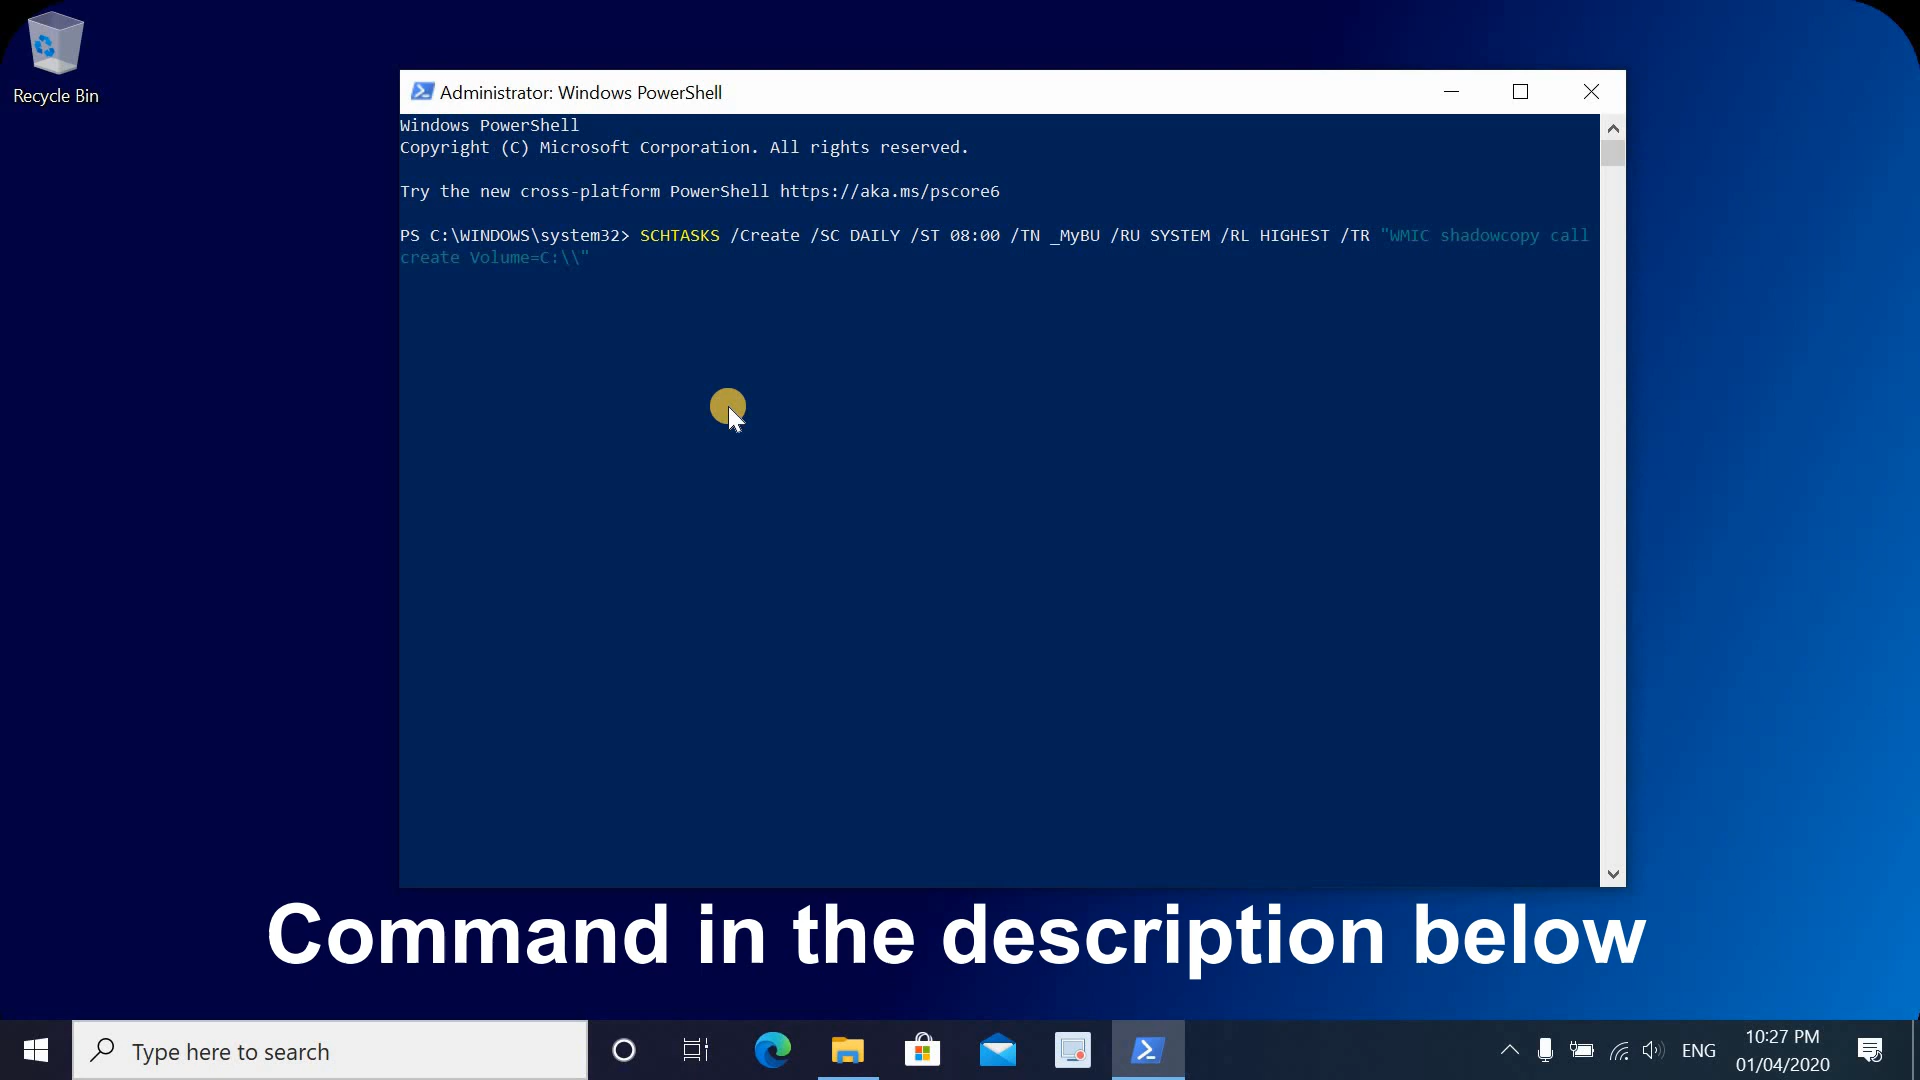 Recycle Bin
Administrator: Windows PowerShell
Windows PowerShell
Copyright (C) Microsoft Corporation. All rights reserved.
Try the new cross-platform PowerShell https://aka.ms/pscore6
PS C:\WINDOWS\system32> SCHTASKS /Create /SC DAILY /ST 08:00 /TN _MyBU /RU SYSTEM /RL HIGHEST /TR "WMIC shadowcopy call
create Volume=C:\\"
Command in the description below
Type here to search
ENG
10:27 PM
01/04/2020